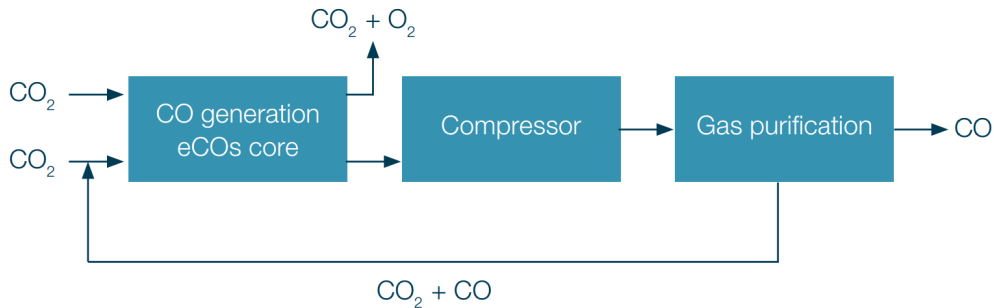 CO₂ + O₂
CO₂
CO generation
eCOs core
Compressor
Gas purification
CO
CO₂
CO₂ + CO